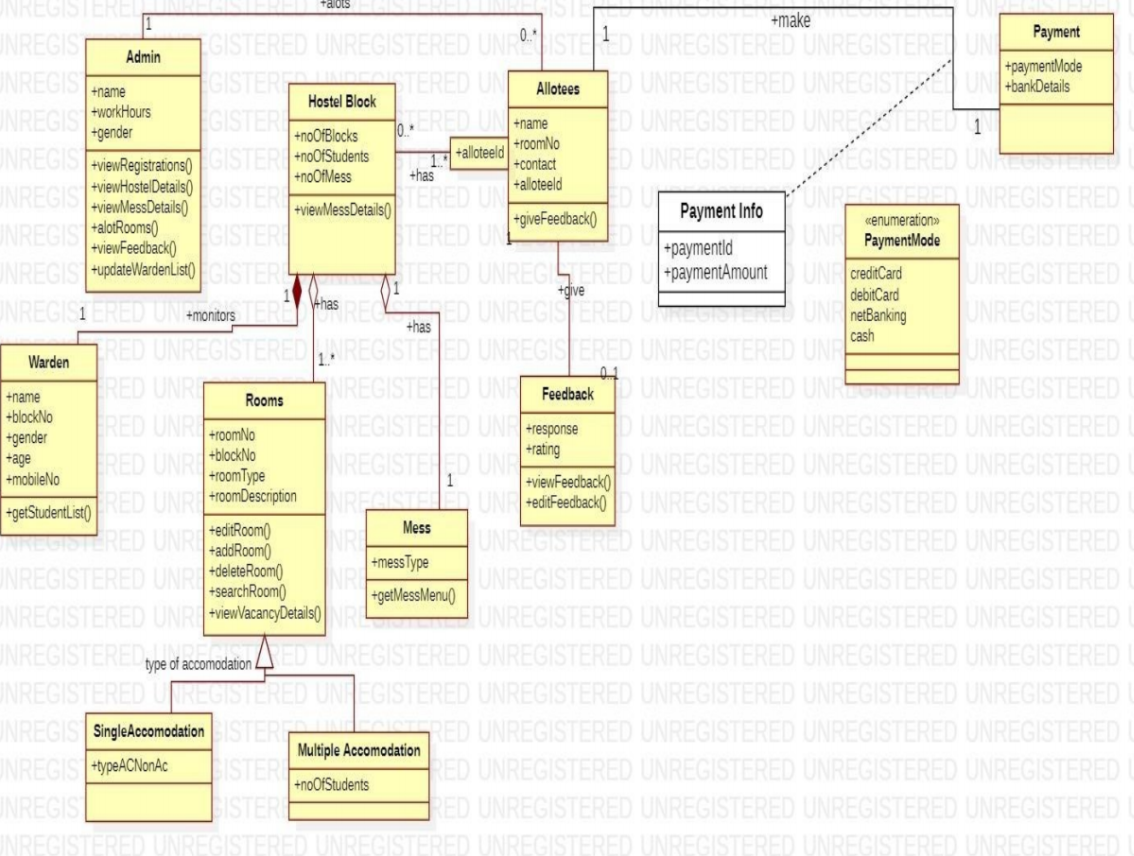 +alots
1
0..*
1
+make
1
Admin
+name
+workHours
+gender
+viewRegistrations()
+viewHostelDetails()
+viewMessDetails()
+alotRooms()
+viewFeedback()
+updateWardenList()
Hostel Block
+noOfBlocks
+noOfStudents
+noOfMess
+viewMessDetails()
0..*
1..*
+has
+alloteeId
Allotees
+name
+roomNo
+contact
+alloteeId
+giveFeedback()
1
+give
0..1
Payment
+paymentMode
+bankDetails
Payment Info
+paymentId
+paymentAmount
«enumeration»
PaymentMode
creditCard
debitCard
netBanking
cash
1
+monitors
1
+has
1..*
1
+has
1
Warden
+name
+blockNo
+gender
+age
+mobileNo
+getStudentList()
Rooms
+roomNo
+blockNo
+roomType
+roomDescription
+editRoom()
+addRoom()
+deleteRoom()
+searchRoom()
+viewVacancyDetails()
Mess
+messType
+getMessMenu()
Feedback
+response
+rating
+viewFeedback()
+editFeedback()
type of accomodation
SingleAccomodation
+typeACNonAc
Multiple Accomodation
+noOfStudents
UNREGISTERED